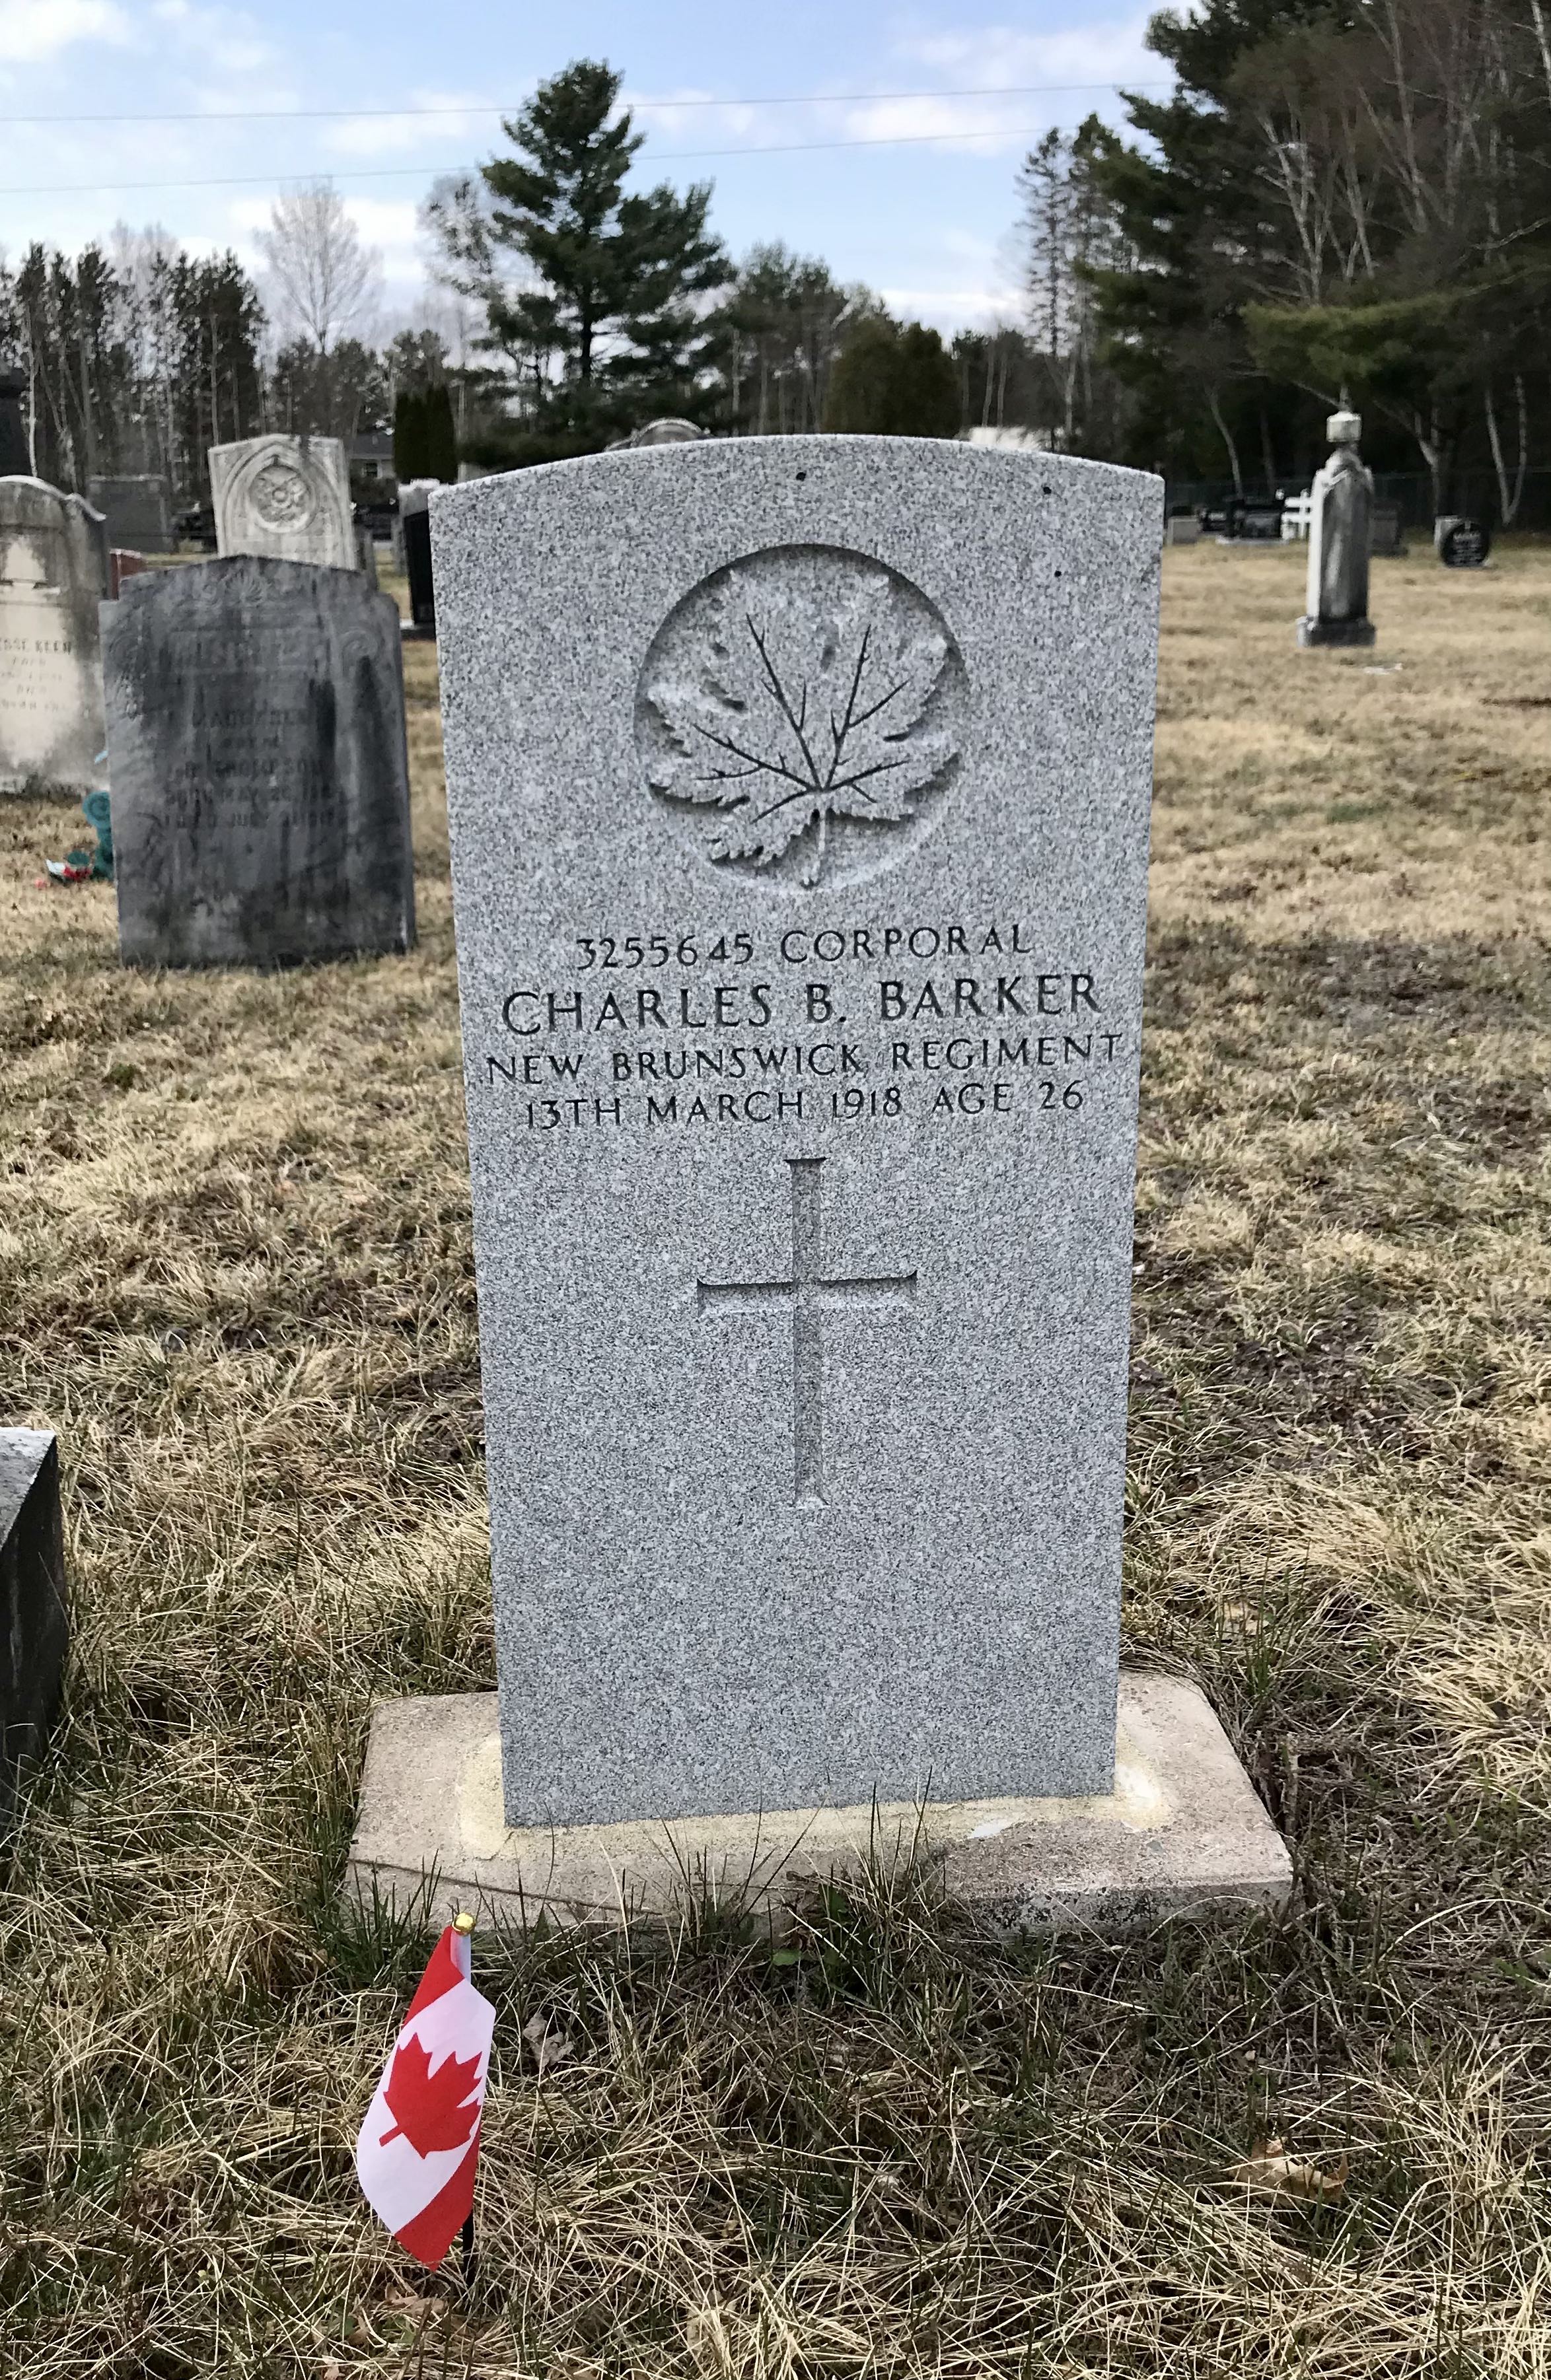 3255645 CORPORAL
CHARLES B. BARKER
NEW BRUNSWICK REGIMENT
13TH MARCH 1918 AGE 26